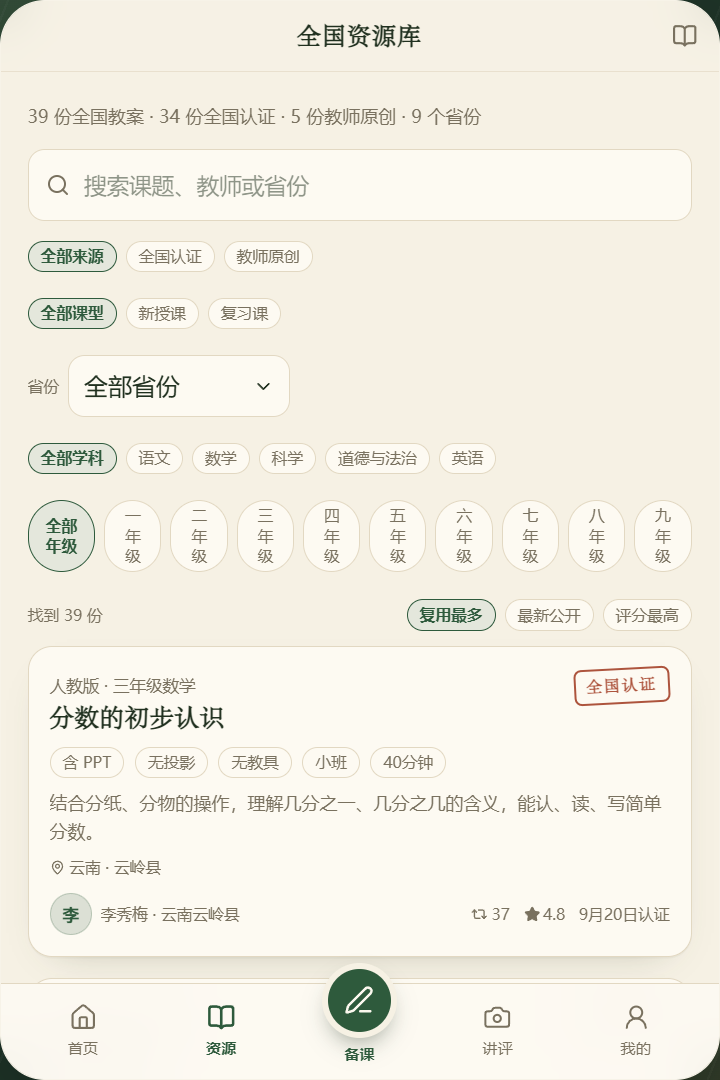 全国资源库
39 份全国教案 · 34 份全国认证 · 5 份教师原创 · 9 个省份
搜索课题、教师或省份
全部来源 全国认证 教师原创
全部课型 新授课 复习课
省份 全部省份
全部学科 语文 数学 科学 道德与法治 英语
全部年级 一年级 二年级 三年级 四年级 五年级 六年级 七年级 八年级 九年级
找到 39 份 复用最多 最新公开 评分最高
人教版 · 三年级数学 全国认证
分数的初步认识
含 PPT 无投影 无教具 小班 40分钟
结合分纸、分物的操作，理解几分之一、几分之几的含义，能认、读、写简单
分数。
云南 · 云岭县
李 李秀梅 · 云南云岭县 37 4.8 9月20日认证
首页 资源 备课 讲评 我的